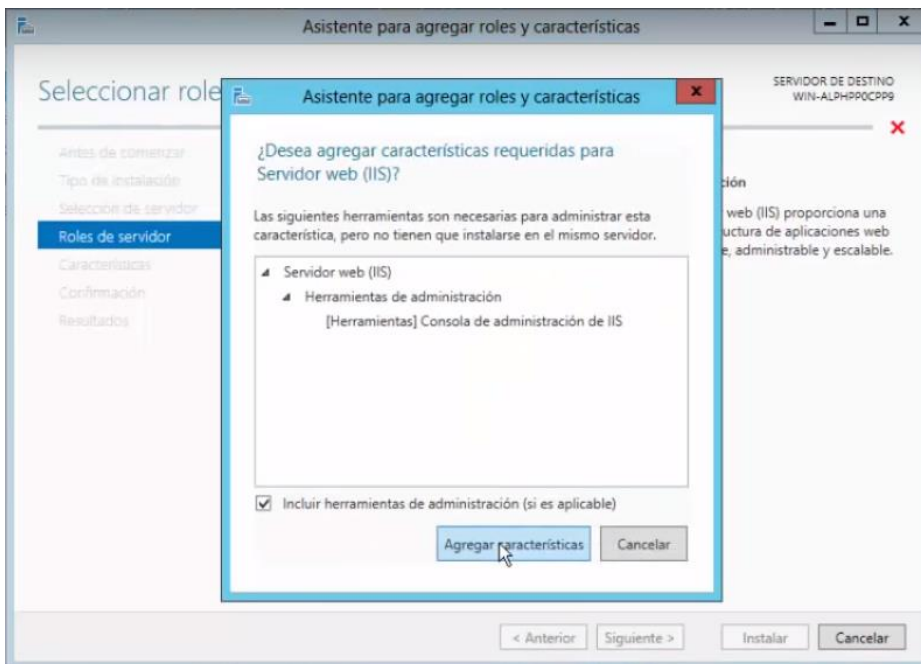 Asistente para agregar roles y características
Seleccionar role
SERVIDOR DE DESTINO
WIN-ALPHPP0CPP9
Antes de comenzar
Tipo de instalación
Selección de servidor
Roles de servidor
Características
Confirmación
Resultados
Asistente para agregar roles y características
¿Desea agregar características requeridas para
Servidor web (IIS)?
Las siguientes herramientas son necesarias para administrar esta
característica, pero no tienen que instalarse en el mismo servidor.
Servidor web (IIS)
Herramientas de administración
[Herramientas] Consola de administración de IIS
Incluir herramientas de administración (si es aplicable)
Agregar características
Cancelar
ción
web (IIS) proporciona una
uctura de aplicaciones web
e, administrable y escalable.
< Anterior
Siguiente >
Instalar
Cancelar